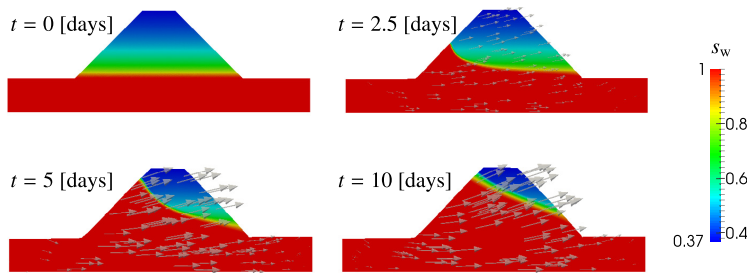 t = 0 [days]
t = 2.5 [days]
s_w
1
0.8
0.6
0.4
0.37
t = 5 [days]
t = 10 [days]